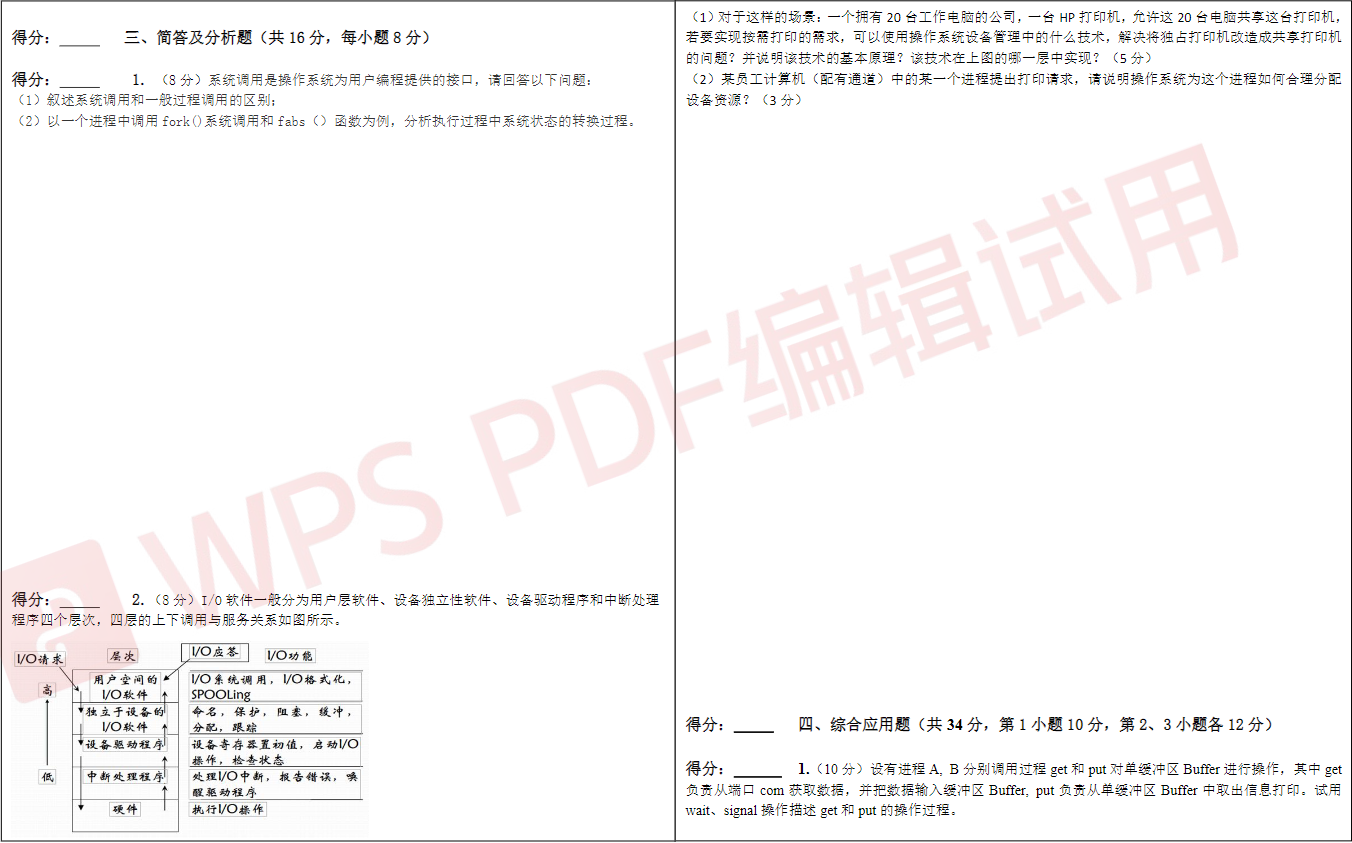 得分：_____ 三、简答及分析题（共 16 分，每小题 8 分）
得分：_____ 1. （8 分）系统调用是操作系统为用户编程提供的接口，请回答以下问题：
（1）叙述系统调用和一般过程调用的区别；
（2）以一个进程中调用 fork()系统调用和 fabs（）函数为例，分析执行过程中系统状态的转换过程。
得分：_____ 2. （8 分）I/O 软件一般分为用户层软件、设备独立性软件、设备驱动程序和中断处理
程序四个层次，四层的上下调用与服务关系如图所示。
I/O请求 层次 I/O应答 I/O功能
高
低
用户空间的
I/O软件
I/O系统调用，I/O格式化，
SPOOLing
独立于设备的
I/O软件
命名，保护，阻塞，缓冲，
分配，跟踪
设备驱动程序
设备寄存器置初值，启动I/O
操作，检查状态
中断处理程序
处理I/O中断，报告错误，唤
醒驱动程序
硬件
执行I/O操作
（1）对于这样的场景：一个拥有 20 台工作电脑的公司，一台 HP 打印机，允许这 20 台电脑共享这台打印机，
若要实现按需打印的需求，可以使用操作系统设备管理中的什么技术，解决将独占打印机改造成共享打印机
的问题？并说明该技术的基本原理？该技术在上图的哪一层中实现？（5 分）
（2）某员工计算机（配有通道）中的某一个进程提出打印请求，请说明操作系统为这个进程如何合理分配
设备资源？（3 分）
得分：_____ 四、综合应用题（共 34 分，第 1 小题 10 分，第 2、3 小题各 12 分）
得分：______ 1.（10 分）设有进程 A, B 分别调用过程 get 和 put 对单缓冲区 Buffer 进行操作，其中 get
负责从端口 com 获取数据，并把数据输入缓冲区 Buffer, put 负责从单缓冲区 Buffer 中取出信息打印。试用
wait、signal 操作描述 get 和 put 的操作过程。
WPS PDF编辑试用